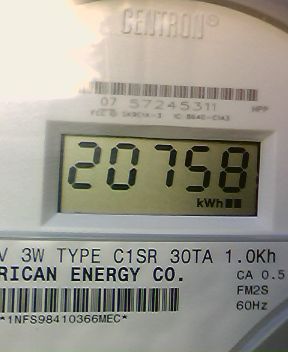 CENTRON®
07 57245311 HPP
20758
kWh
V 3W TYPE C1SR 30TA 1.0Kh
RICAN ENERGY CO. CA 0.5
FM2S
60Hz
*1NFS98410366MEC*